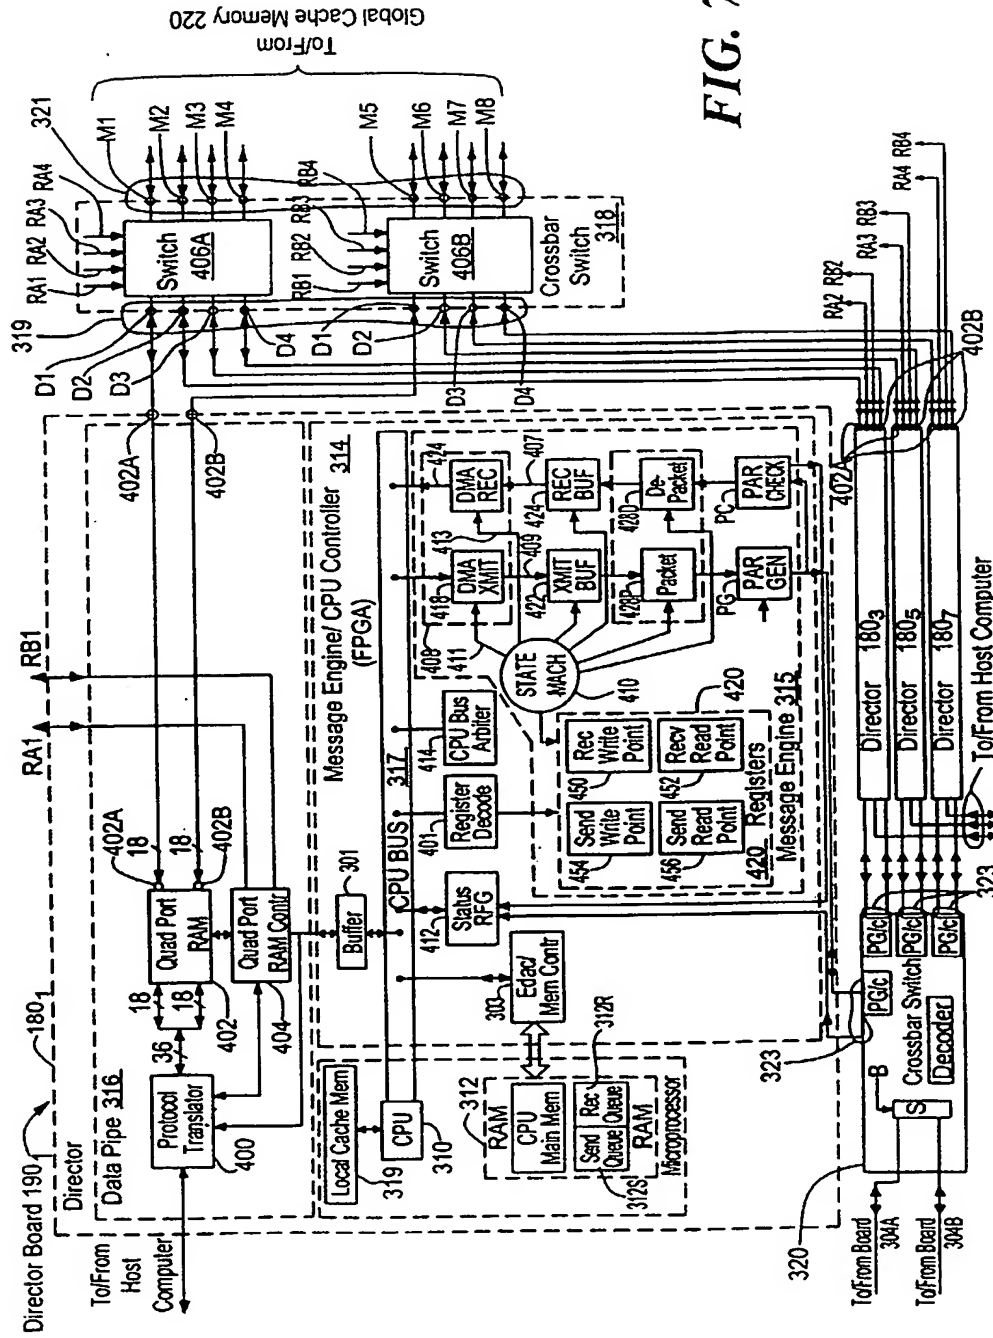 Director Board 190₁
180₁
Director
Data Pipe 316
To/From
Host
Computer
Protocol
Translator
400
36
18
18
Quad Port
RAM
402
402A
18
18
402B
Quad Port
RAM Contr
404
RA1
RB1
402A
402B
D1
D2
D3
D4
D1
D2
D3
D4
319
RA1
RA2
RA3
RA4
Switch
406A
RB1
RB2
RB3
RB4
Switch
406B
Crossbar
Switch
318
321
M1
M2
M3
M4
M5
M6
M7
M8
To/From
Global Cache Memory 220
Message Engine/ CPU Controller
(FPGA)
314
317
CPU BUS
Buffer
301
Local Cache Mem
319
CPU
310
RAM
312
CPU
Main Mem
Send
Queue
Rec
Queue
312S
312R
RAM
Microprocessor
303
Edac/
Mem Contr
412
Status
RFG
401
Register
Decode
414
CPU Bus
Arbiter
408
411
413
418
DMA
XMIT
DMA
REC
424
409
407
422
XMIT
BUF
424
REC
BUF
428P
Packet
428D
De-
Packet
PG
PAR
GEN
PC
PAR
CHECK
STATE
MACH
410
454
Send
Write
Point
450
Rec
Write
Point
456
Send
Read
Point
452
Recv
Read
Point
420 Registers
420
Message Engine 315
To/From Board
304A
To/From Board
304B
320
S
B
Crossbar Switch
Decoder
323
PG/c
PG/c
PG/c
PG/c
323
Director 180₃
Director 180₅
Director 180₇
To/From Host Computer
402A
402B
RA2
RB2
RA3
RB3
RA4
RB4